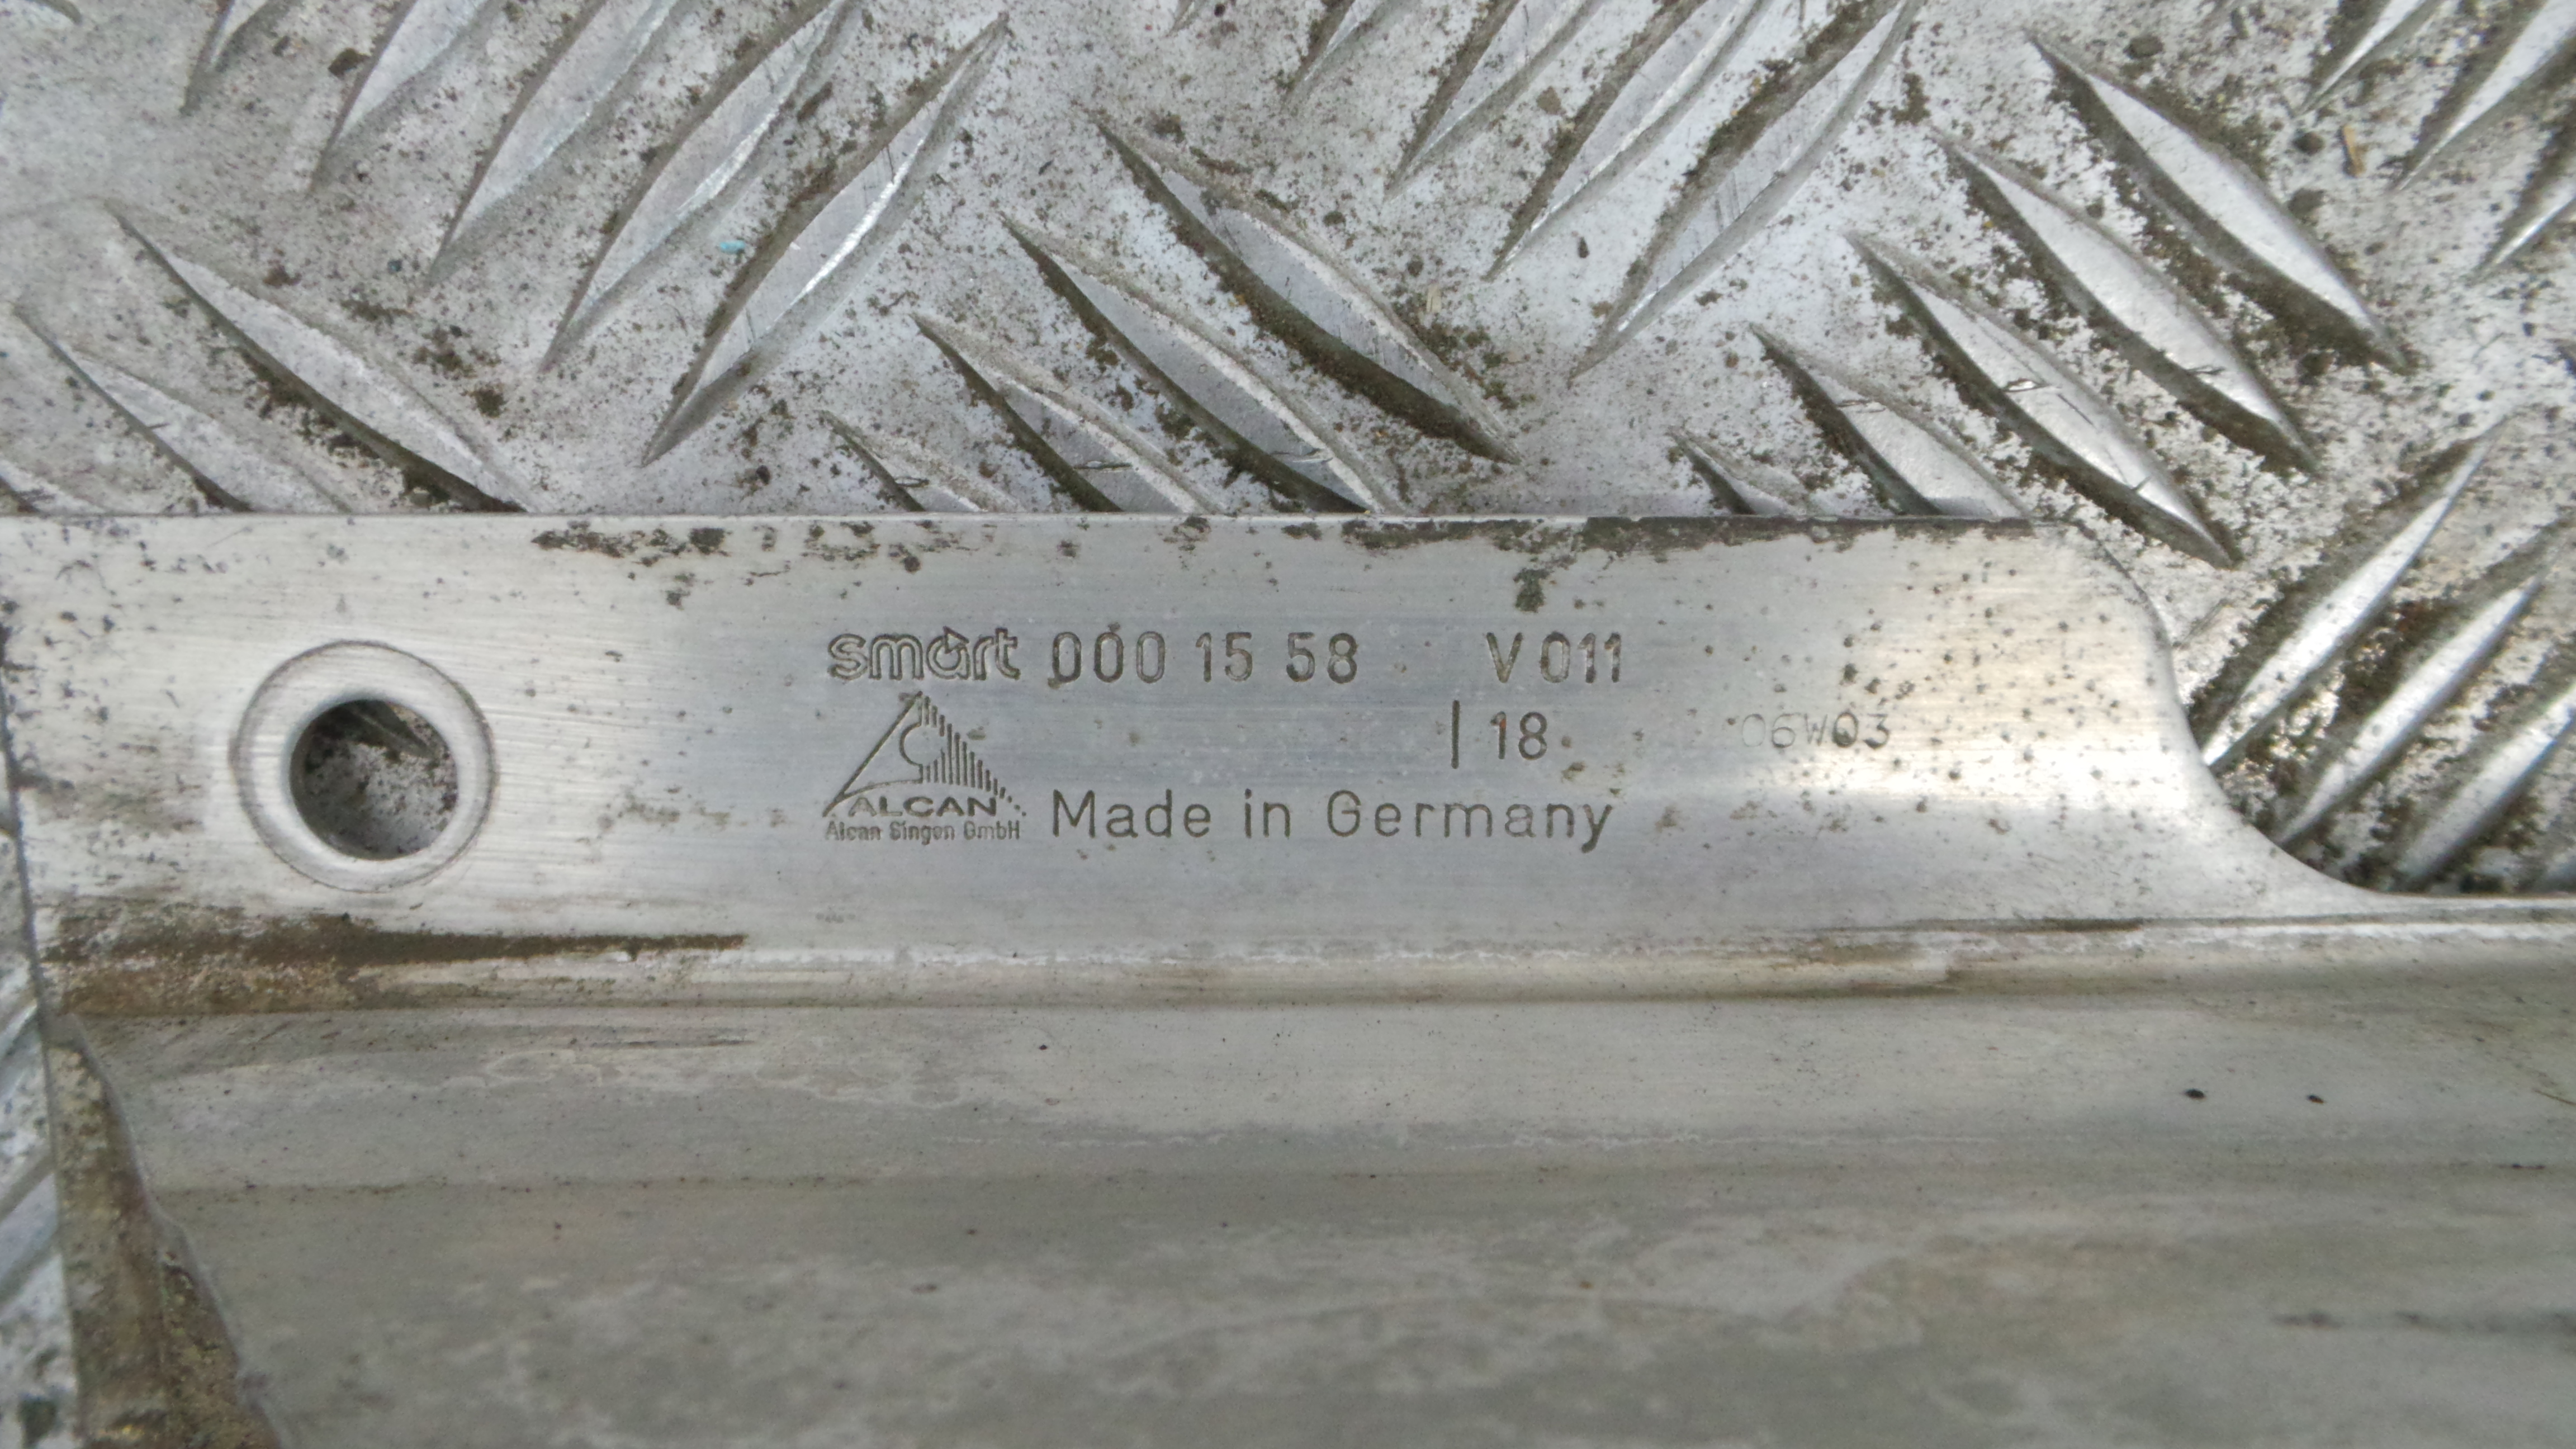 smart 000 15 58 V011
| 18 06W03
ALCAN
Alcan Singen GmbH
Made in Germany